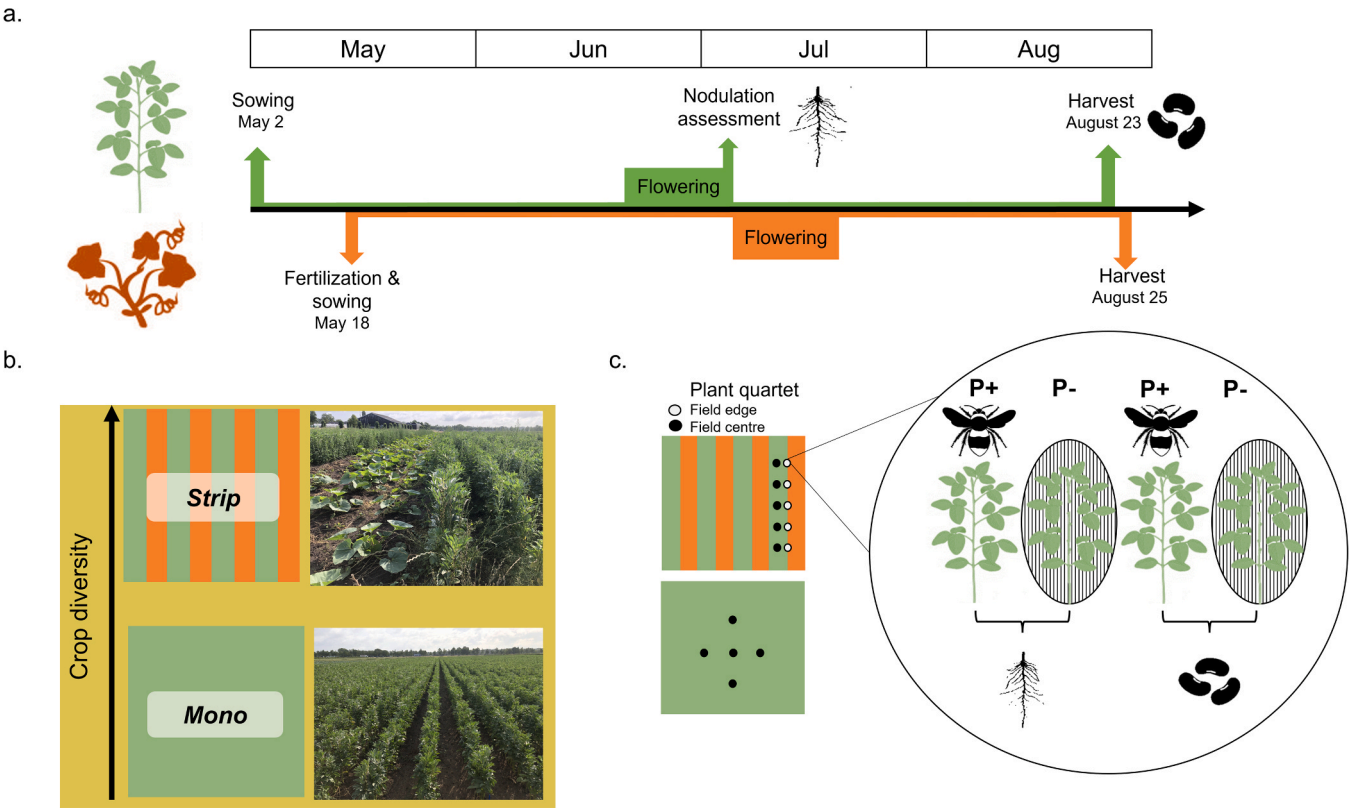 a.
May Jun Jul Aug
Sowing
May 2
Nodulation
assessment
Harvest
August 23
Flowering
Flowering
Fertilization &
sowing
May 18
Harvest
August 25
b.
Crop diversity
Strip
Mono
c.
Plant quartet
Field edge
Field centre
P+ P- P+ P-